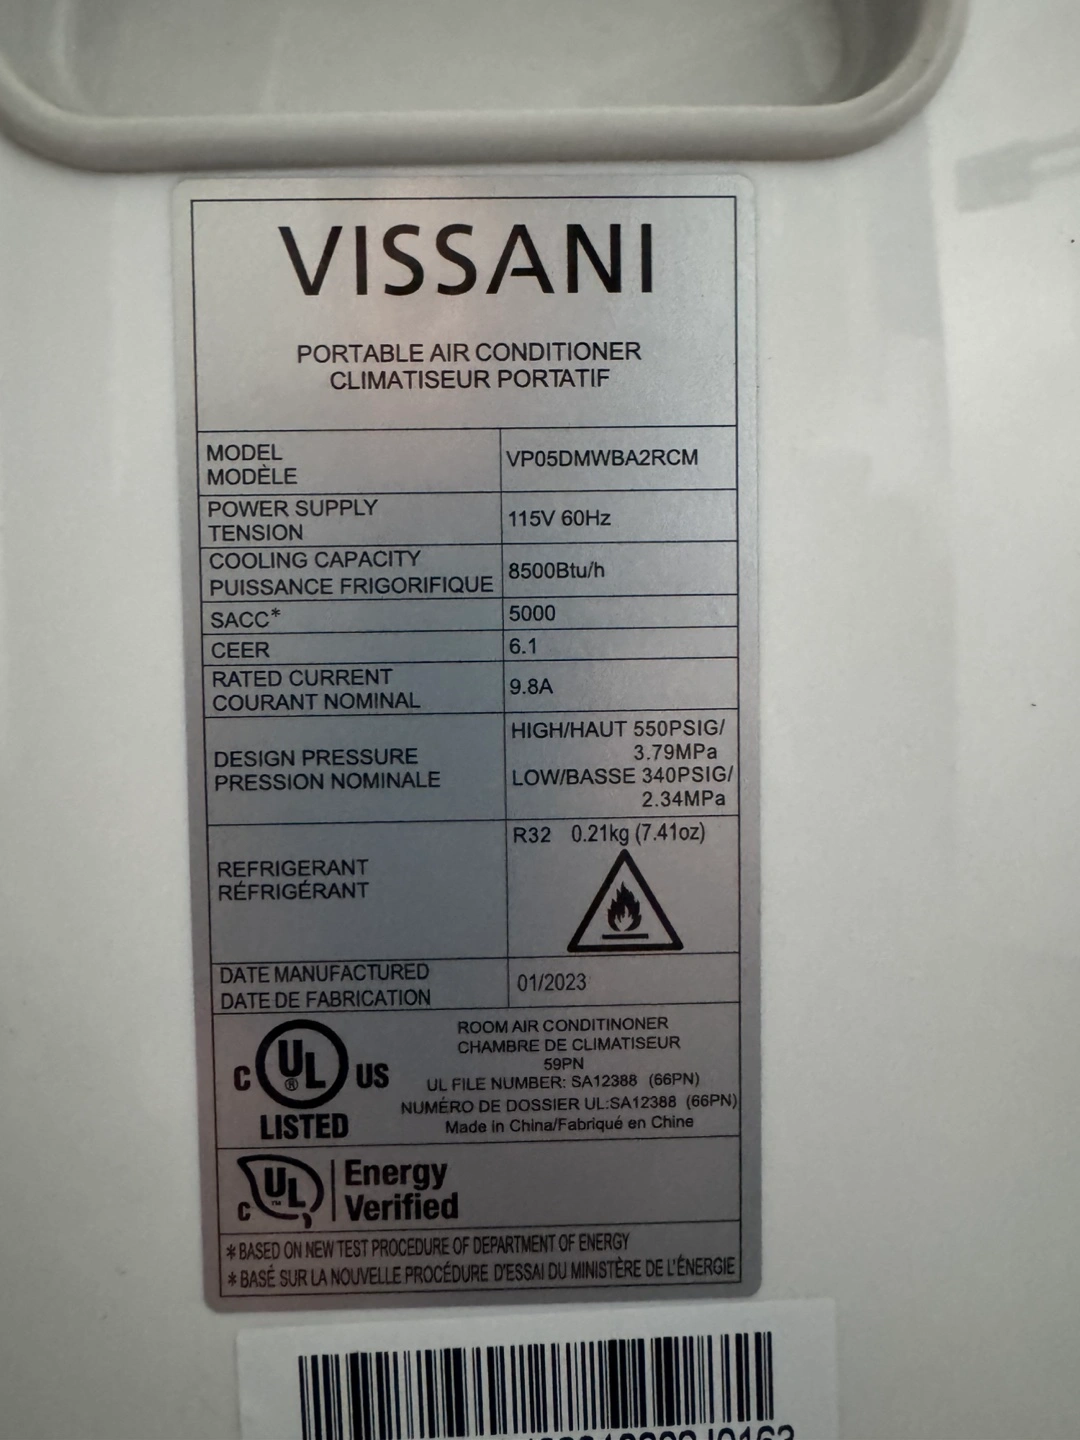 VISSANI
PORTABLE AIR CONDITIONER
CLIMATISEUR PORTATIF
MODEL
MODÈLE
VP05DMWBA2RCM
POWER SUPPLY
TENSION
115V 60Hz
COOLING CAPACITY
PUISSANCE FRIGORIFIQUE
8500Btu/h
SACC*
5000
CEER
6.1
RATED CURRENT
COURANT NOMINAL
9.8A
DESIGN PRESSURE
PRESSION NOMINALE
HIGH/HAUT 550PSIG/
3.79MPa
LOW/BASSE 340PSIG/
2.34MPa
REFRIGERANT
RÉFRIGÉRANT
R32 0.21kg (7.41oz)
DATE MANUFACTURED
DATE DE FABRICATION
01/2023
C UL ® US
LISTED
ROOM AIR CONDITINONER
CHAMBRE DE CLIMATISEUR
59PN
UL FILE NUMBER: SA12388 (66PN)
NUMÉRO DE DOSSIER UL:SA12388 (66PN)
Made in China/Fabriqué en Chine
C UL ™
Energy
Verified
*BASED ON NEW TEST PROCEDURE OF DEPARTMENT OF ENERGY
*BASÉ SUR LA NOUVELLE PROCÉDURE D'ESSAI DU MINISTÈRE DE L'ÉNERGIE